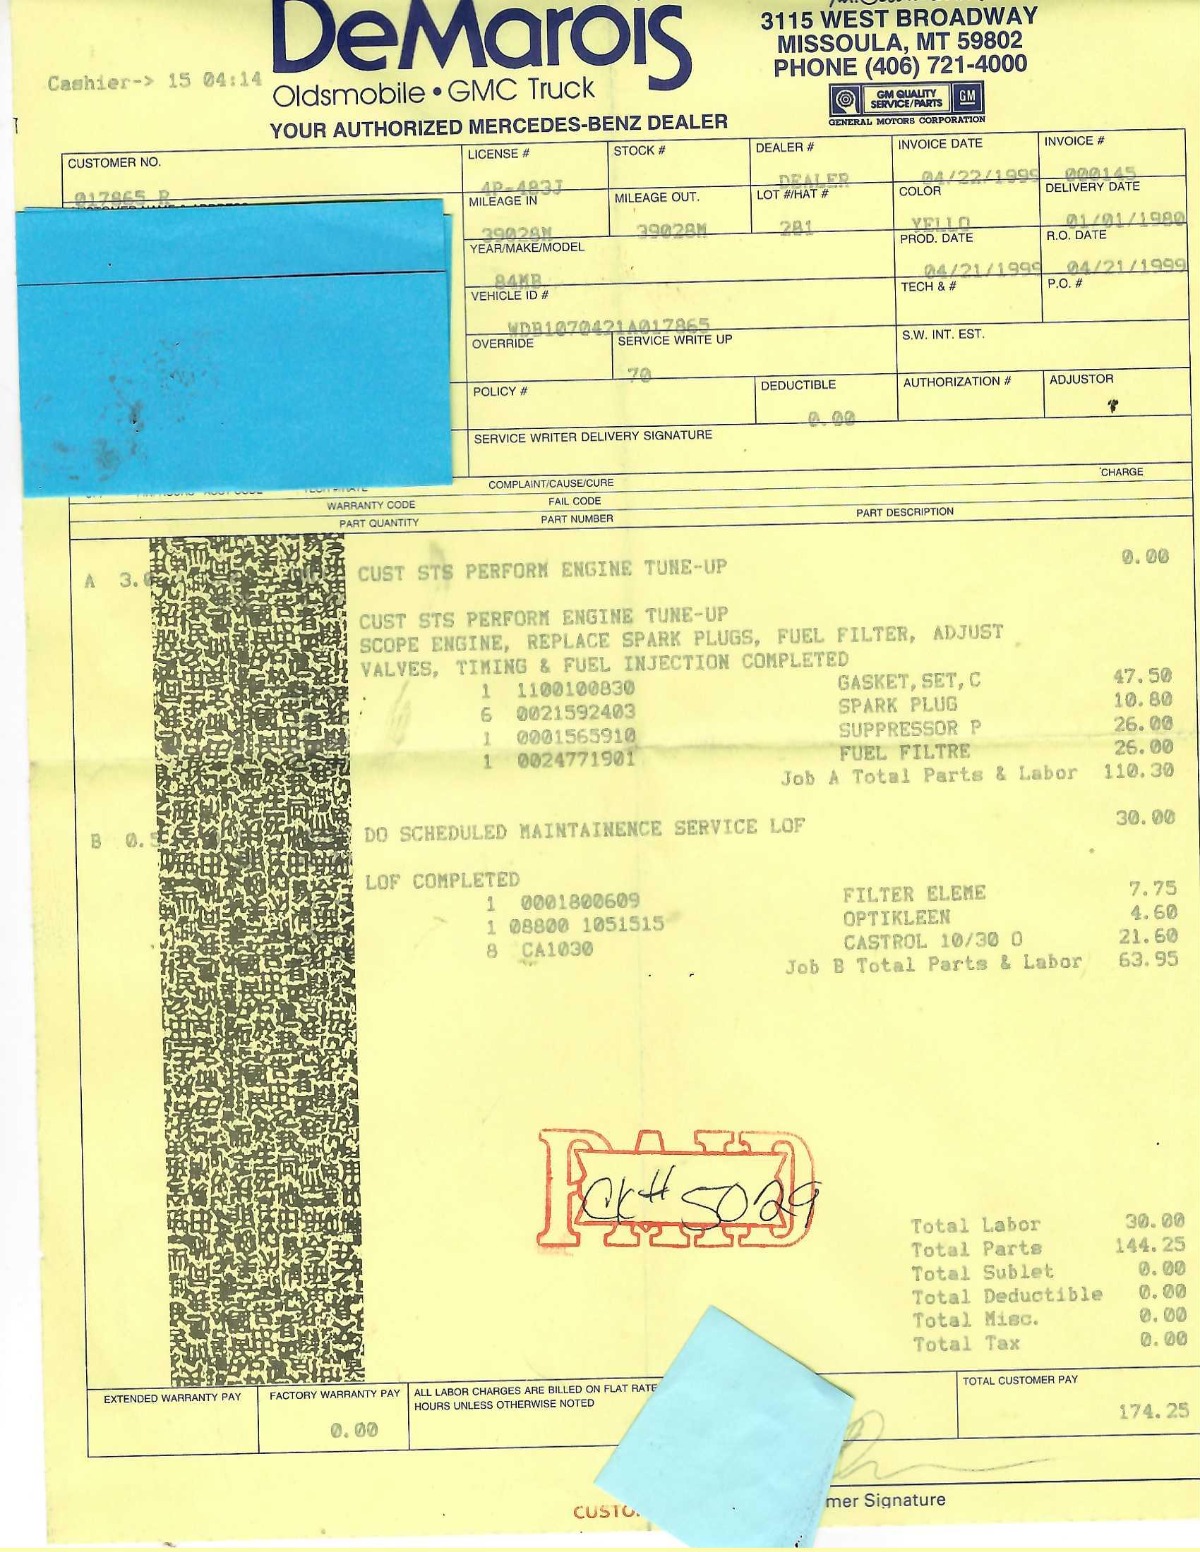 DeMarois
3115 WEST BROADWAY
MISSOULA, MT 59802
PHONE (406) 721-4000
Cashier-> 15 04:14
Oldsmobile • GMC Truck
GM QUALITY
SERVICE/PARTS
GM
GENERAL MOTORS CORPORATION
YOUR AUTHORIZED MERCEDES-BENZ DEALER
CUSTOMER NO. LICENSE # STOCK # DEALER # INVOICE DATE INVOICE #
017865 4P-483J DEALER 04/22/1999 000145
MILEAGE IN MILEAGE OUT. LOT #/HAT # COLOR DELIVERY DATE
39028M 39028M 281 YELLO 01/01/1980
YEAR/MAKE/MODEL PROD. DATE R.O. DATE
84MB 04/21/1999 04/21/1999
VEHICLE ID # TECH & # P.O. #
WDB1070421A017865
OVERRIDE SERVICE WRITE UP S.W. INT. EST.
70
POLICY # DEDUCTIBLE AUTHORIZATION # ADJUSTOR
0.00
SERVICE WRITER DELIVERY SIGNATURE
COMPLAINT/CAUSE/CURE CHARGE
WARRANTY CODE FAIL CODE
PART QUANTITY PART NUMBER PART DESCRIPTION
A 3. CUST STS PERFORM ENGINE TUNE-UP 0.00
CUST STS PERFORM ENGINE TUNE-UP
SCOPE ENGINE, REPLACE SPARK PLUGS, FUEL FILTER, ADJUST
VALVES, TIMING & FUEL INJECTION COMPLETED
1 1100100830 GASKET,SET,C 47.50
6 0021592403 SPARK PLUG 10.80
1 0001565910 SUPPRESSOR P 26.00
1 0024771901 FUEL FILTRE 26.00
Job A Total Parts & Labor 110.30
B 0. DO SCHEDULED MAINTAINENCE SERVICE LOF 30.00
LOF COMPLETED
1 0001800609 FILTER ELEME 7.75
1 08800 1051515 OPTIKLEEN 4.60
8 CA1030 CASTROL 10/30 O 21.60
Job B Total Parts & Labor 63.95
PAID
CK# 5029
Total Labor 30.00
Total Parts 144.25
Total Sublet 0.00
Total Deductible 0.00
Total Misc. 0.00
Total Tax 0.00
EXTENDED WARRANTY PAY FACTORY WARRANTY PAY ALL LABOR CHARGES ARE BILLED ON FLAT RATE TOTAL CUSTOMER PAY
HOURS UNLESS OTHERWISE NOTED
0.00 174.25
mer Signature
CUSTO